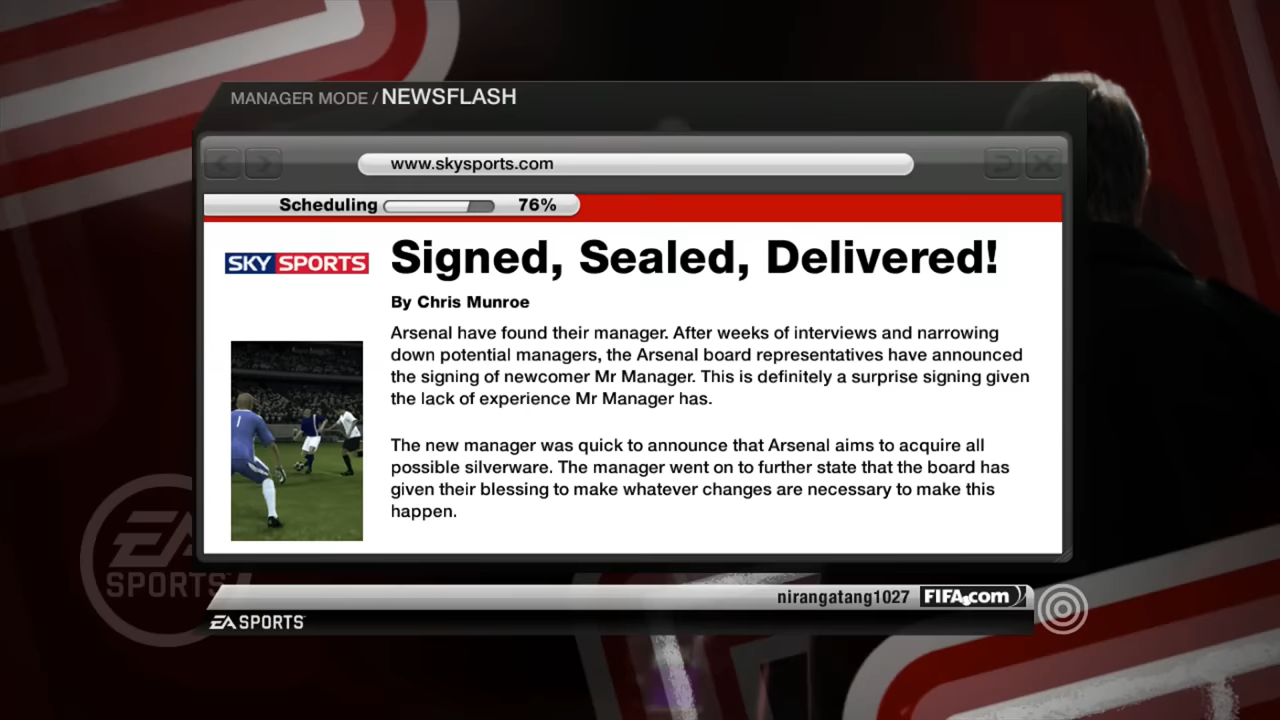 MANAGER MODE / NEWSFLASH
www.skysports.com
Scheduling 76%
SKY SPORTS
Signed, Sealed, Delivered!
By Chris Munroe
Arsenal have found their manager. After weeks of interviews and narrowing
down potential managers, the Arsenal board representatives have announced
the signing of newcomer Mr Manager. This is definitely a surprise signing given
the lack of experience Mr Manager has.
The new manager was quick to announce that Arsenal aims to acquire all
possible silverware. The manager went on to further state that the board has
given their blessing to make whatever changes are necessary to make this
happen.
1
EA
SPORTS
nirangatang1027 FIFA.com
EA SPORTS